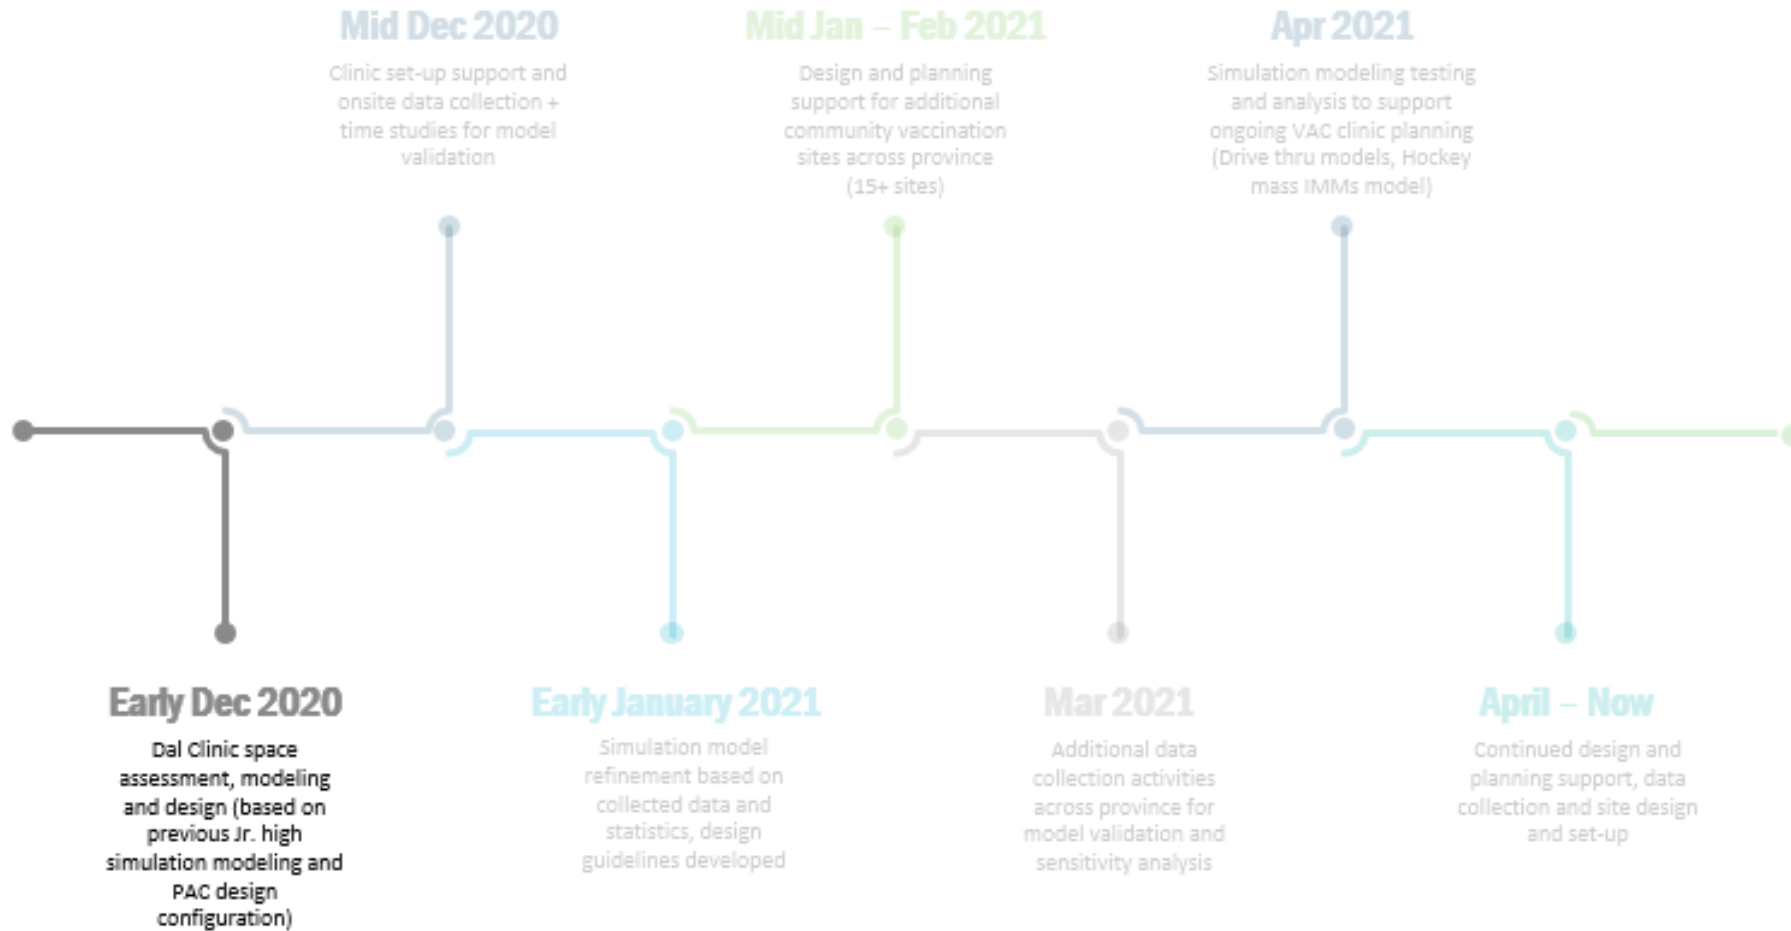 Mid Dec 2020
Clinic set-up support and
onsite data collection +
time studies for model
validation
Mid Jan – Feb 2021
Design and planning
support for additional
community vaccination
sites across province
(15+ sites)
Apr 2021
Simulation modeling testing
and analysis to support
ongoing VAC clinic planning
(Drive thru models, Hockey
mass IMMs model)
Early Dec 2020
Dal Clinic space
assessment, modeling
and design (based on
previous Jr. high
simulation modeling and
PAC design
configuration)
Early January 2021
Simulation model
refinement based on
collected data and
statistics, design
guidelines developed
Mar 2021
Additional data
collection activities
across province for
model validation and
sensitivity analysis
April – Now
Continued design and
planning support, data
collection and site design
and set-up